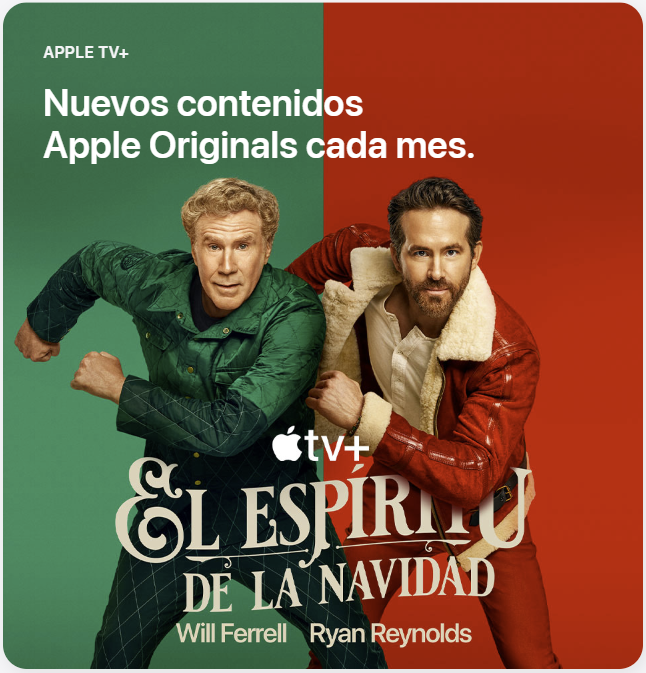 APPLE TV+
Nuevos contenidos
Apple Originals cada mes.
tv+
EL ESPÍRITU
DE LA NAVIDAD
Will Ferrell Ryan Reynolds